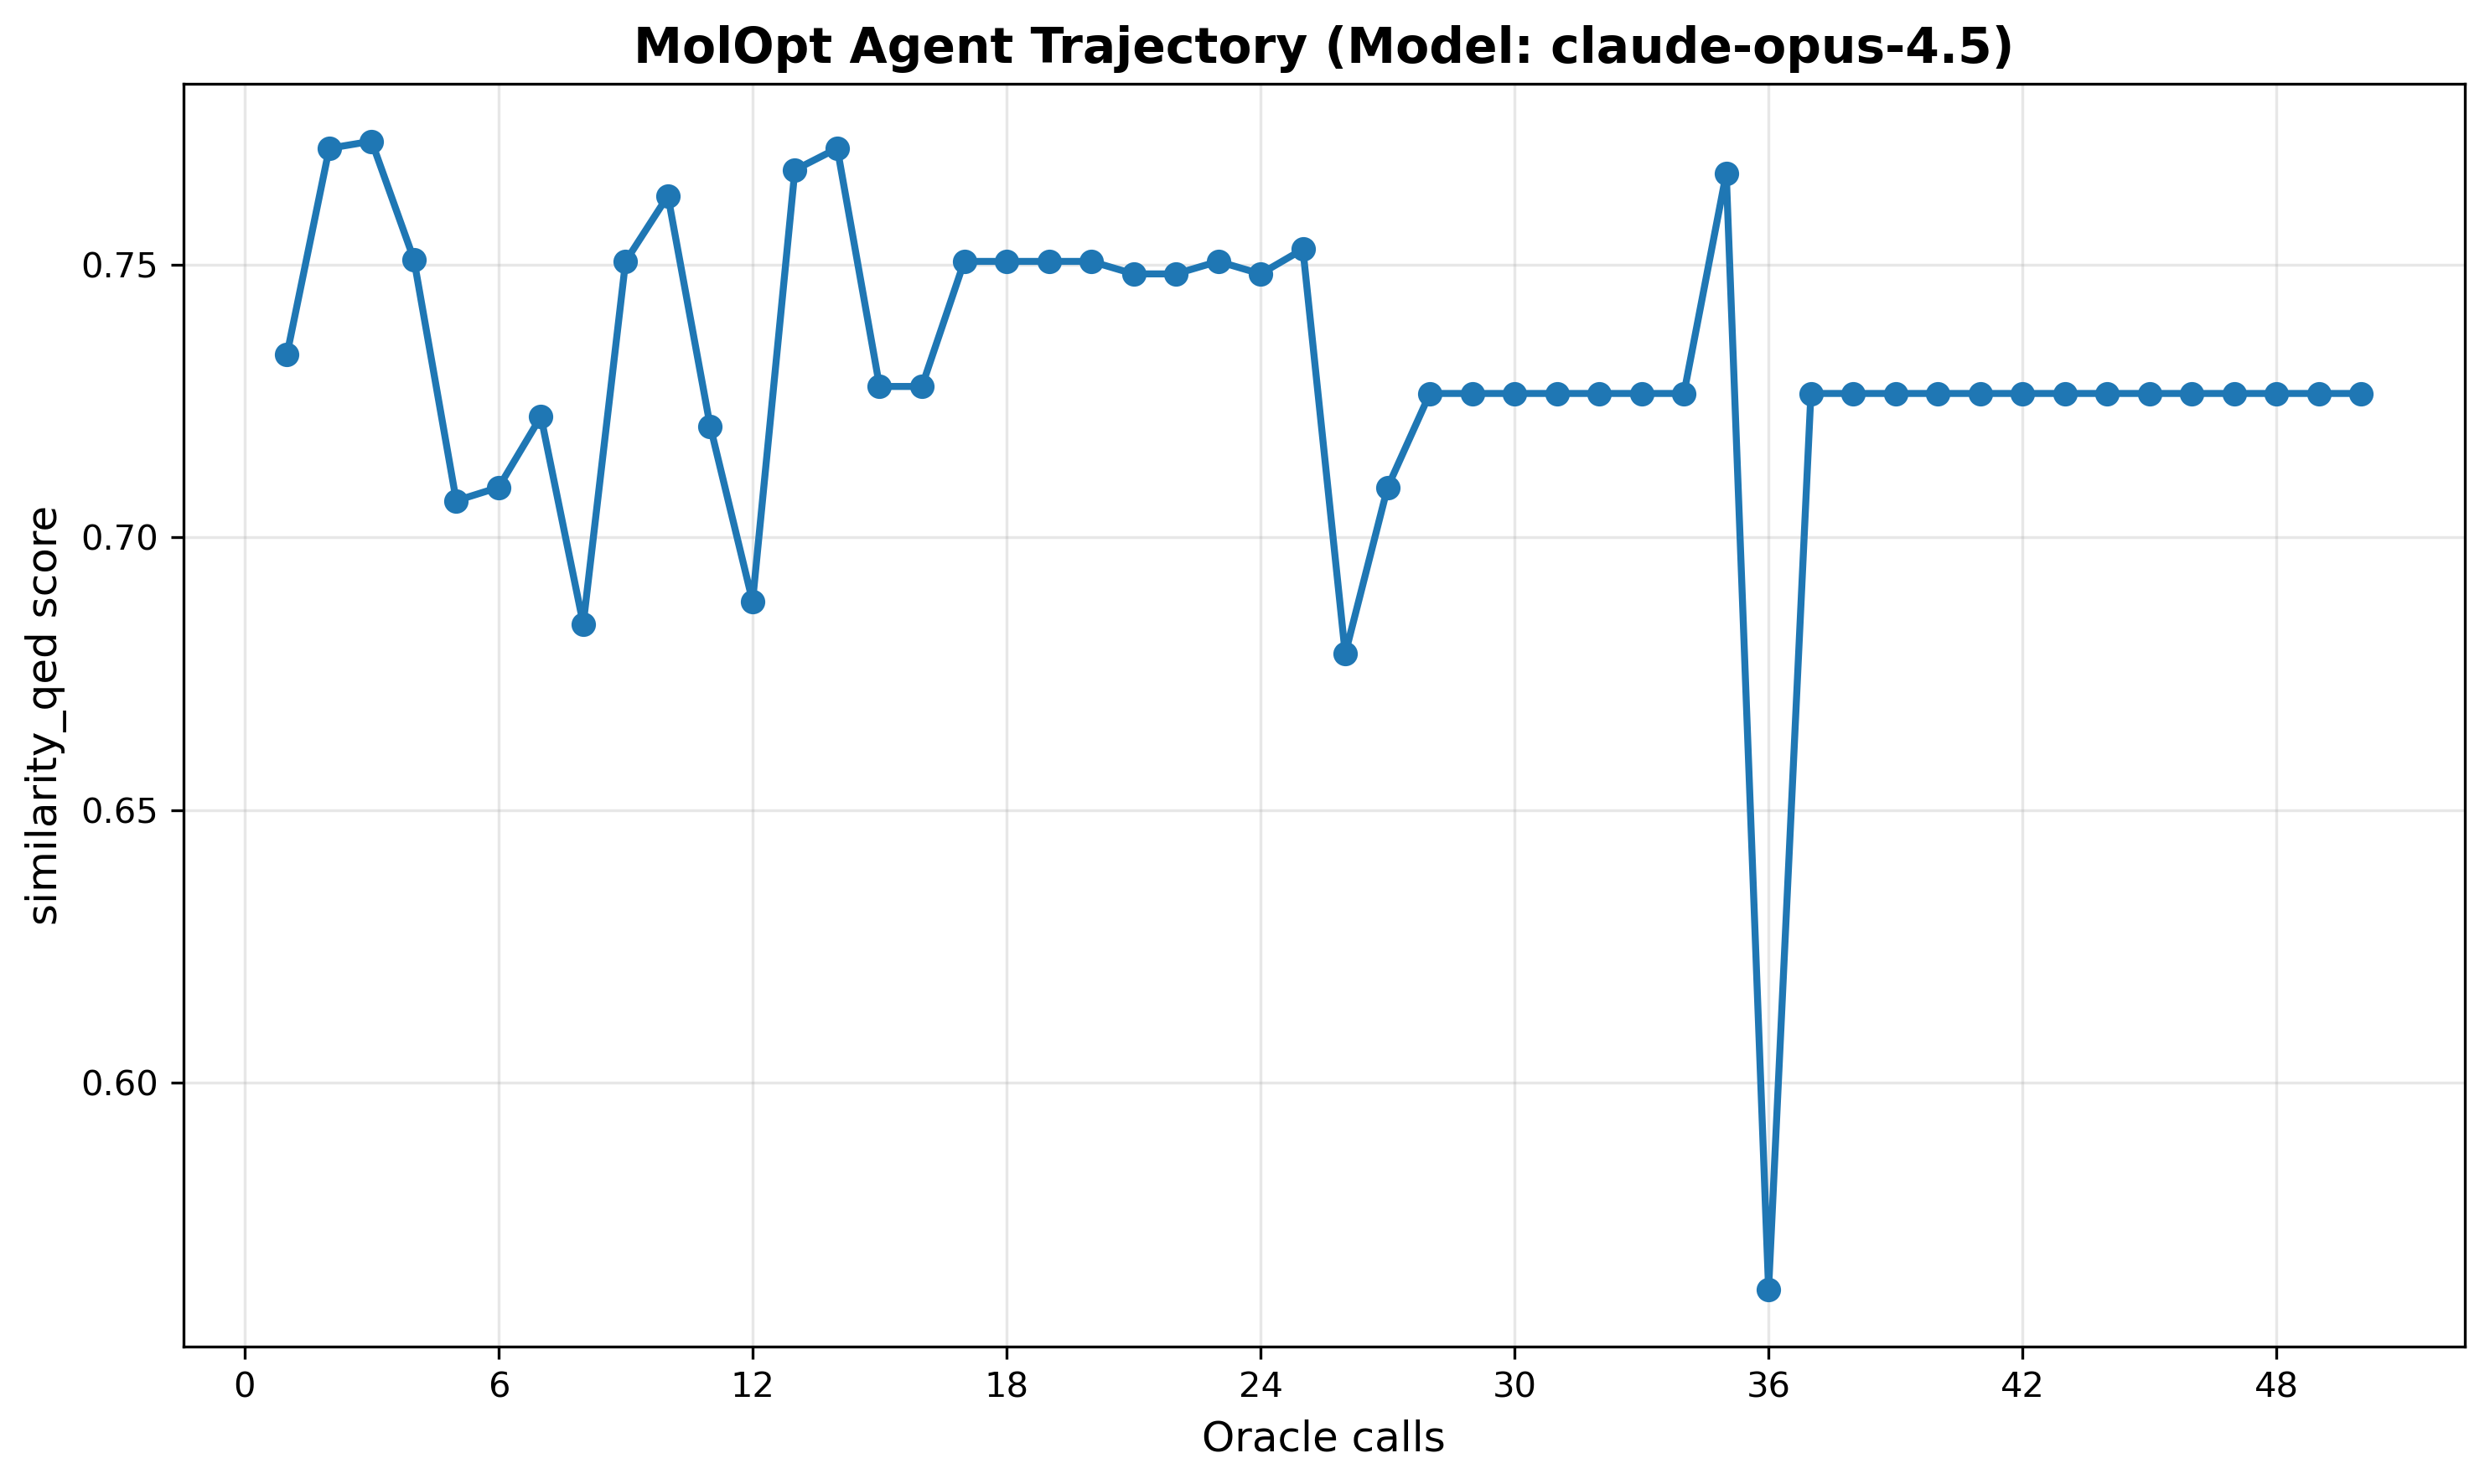 MolOpt Agent Trajectory (Model: claude-opus-4.5)
similarity_qed score
0.75
0.70
0.65
0.60
0 6 12 18 24 30 36 42 48
Oracle calls